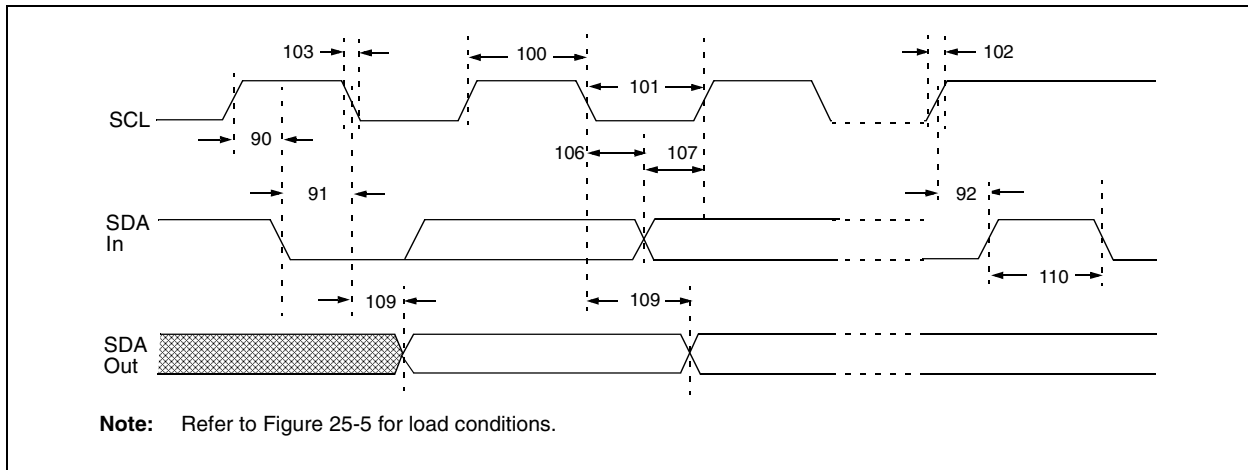 103
100
102
101
SCL
90
106
107
91
92
SDA
In
110
109
109
SDA
Out
Note: Refer to Figure 25-5 for load conditions.